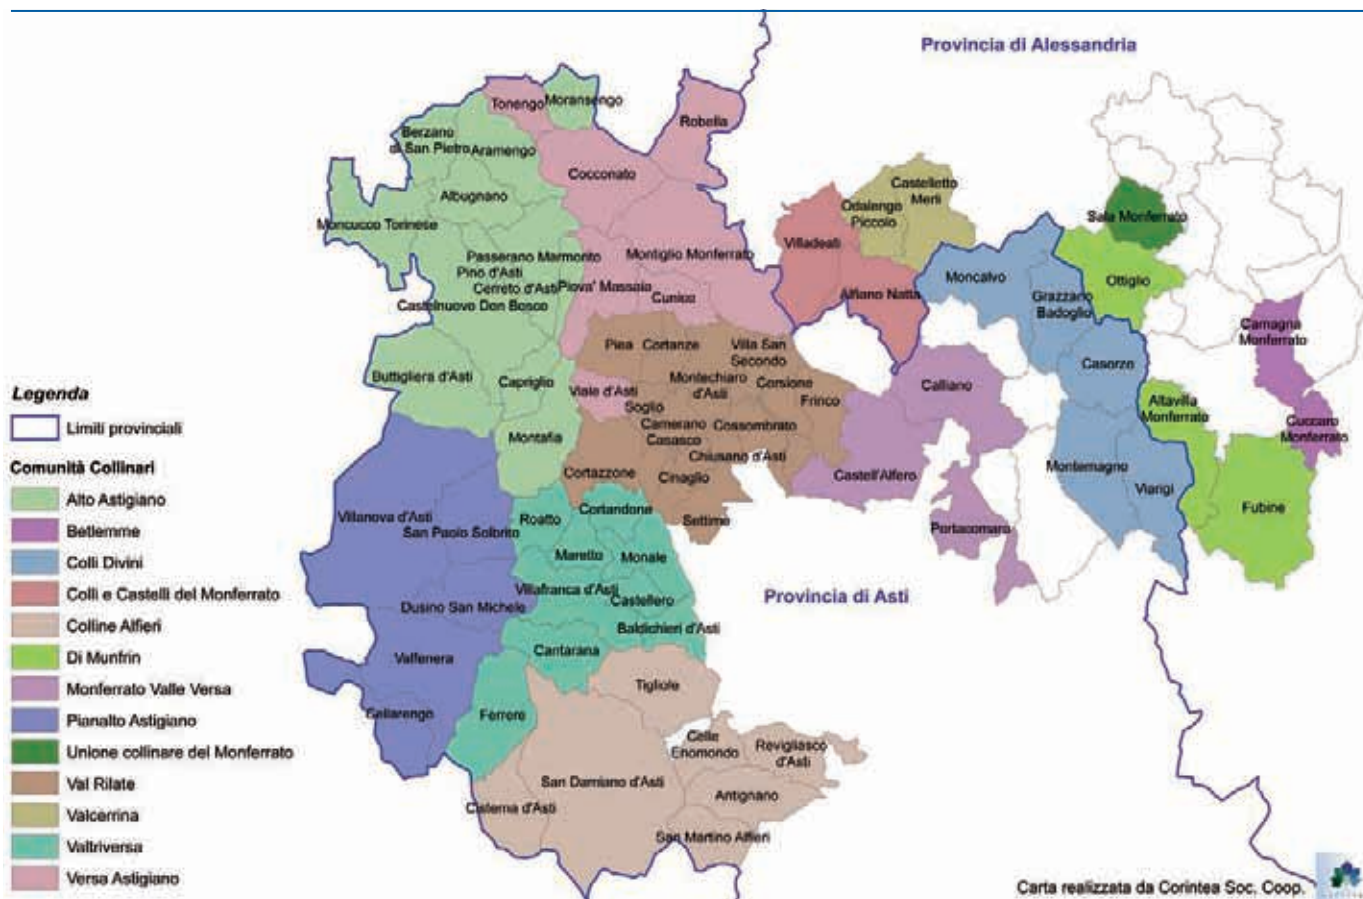 Provincia di Alessandria
Tonengo
Moransengo
Robella
Berzano
di San Pietro
Aramengo
Cocconato
Castelletto
Merli
Albugnano
Odalengo
Piccolo
Sala Monferrato
Moncucco Torinese
Villadeati
Passerano Marmorito
Montiglio Monferrato
Pino d'Asti
Moncalvo
Ottiglio
Cerreto d'Asti
Piova' Massaia
Alfiano Natta
Grazzano
Badoglio
Castelnuovo Don Bosco
Cunico
Camagna
Monferrato
Piea
Cortanze
Villa San
Secondo
Casorzo
Buttigliera d'Asti
Capriglio
Viale d'Asti
Montechiaro
d'Asti
Corsione
Calliano
Legenda
Soglio
Frinco
Altavilla
Monferrato
Limiti provinciali
Montafia
Camerano
Casasco
Cossombrato
Cuccaro
Monferrato
Comunità Collinari
Chiusano d'Asti
Cortazzone
Cinaglio
Castell'Alfero
Montemagno
Viarigi
Alto Astigiano
Betlemme
Colli Divini
Colli e Castelli del Monferrato
Colline Alfieri
Di Munfrin
Monferrato Valle Versa
Pianalto Astigiano
Unione collinare del Monferrato
Val Rilate
Valcerrina
Valtriversa
Versa Astigiano
Villanova d'Asti
San Paolo Solbrito
Roatto
Cortandone
Settime
Portacomaro
Fubine
Maretto
Monale
Villafranca d'Asti
Castellero
Provincia di Asti
Dusino San Michele
Baldichieri d'Asti
Valfenera
Cantarana
Tigliole
Cellarengo
Ferrere
Celle
Enomondo
Revigliasco
d'Asti
San Damiano d'Asti
Antignano
Cisterna d'Asti
San Martino Alfieri
Carta realizzata da Corintea Soc. Coop.